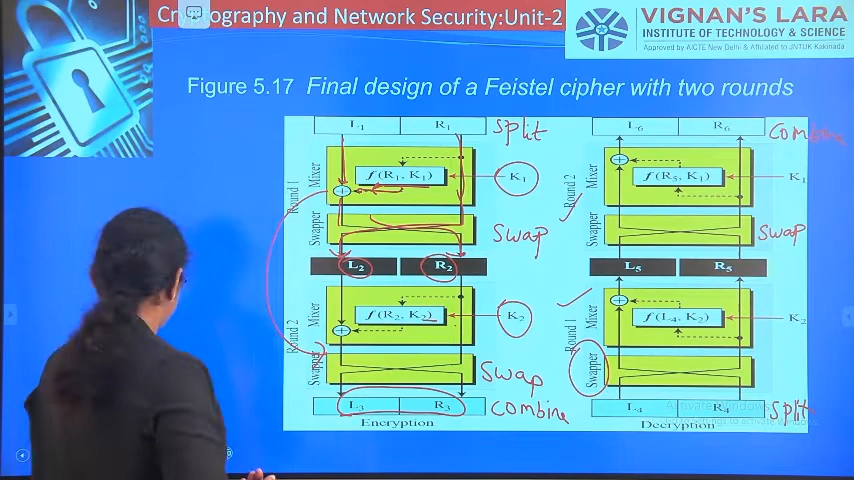 Cryptography and Network Security:Unit-2
VIGNAN'S LARA
INSTITUTE OF TECHNOLOGY & SCIENCE
Approved by AICTE New Delhi & Affiliated to JNTUK Kakinada
Figure 5.17 Final design of a Feistel cipher with two rounds
L1 R1 Split
Round 1
Mixer
f(R1, K1)
K1
Swapper
Swap
L2 R2
Round 2
Mixer
f(R2, K2)
K2
Swapper
Swap
L3 R3 Combine
Encryption
L6 R6 Combine
Round 2
Mixer
f(R5, K1)
K1
Swapper
Swap
L5 R5
Round 1
Mixer
f(L4, K2)
K2
Swapper
L4 R4 Split
Decryption
Activate Windows
Go to Settings to activate Windows.